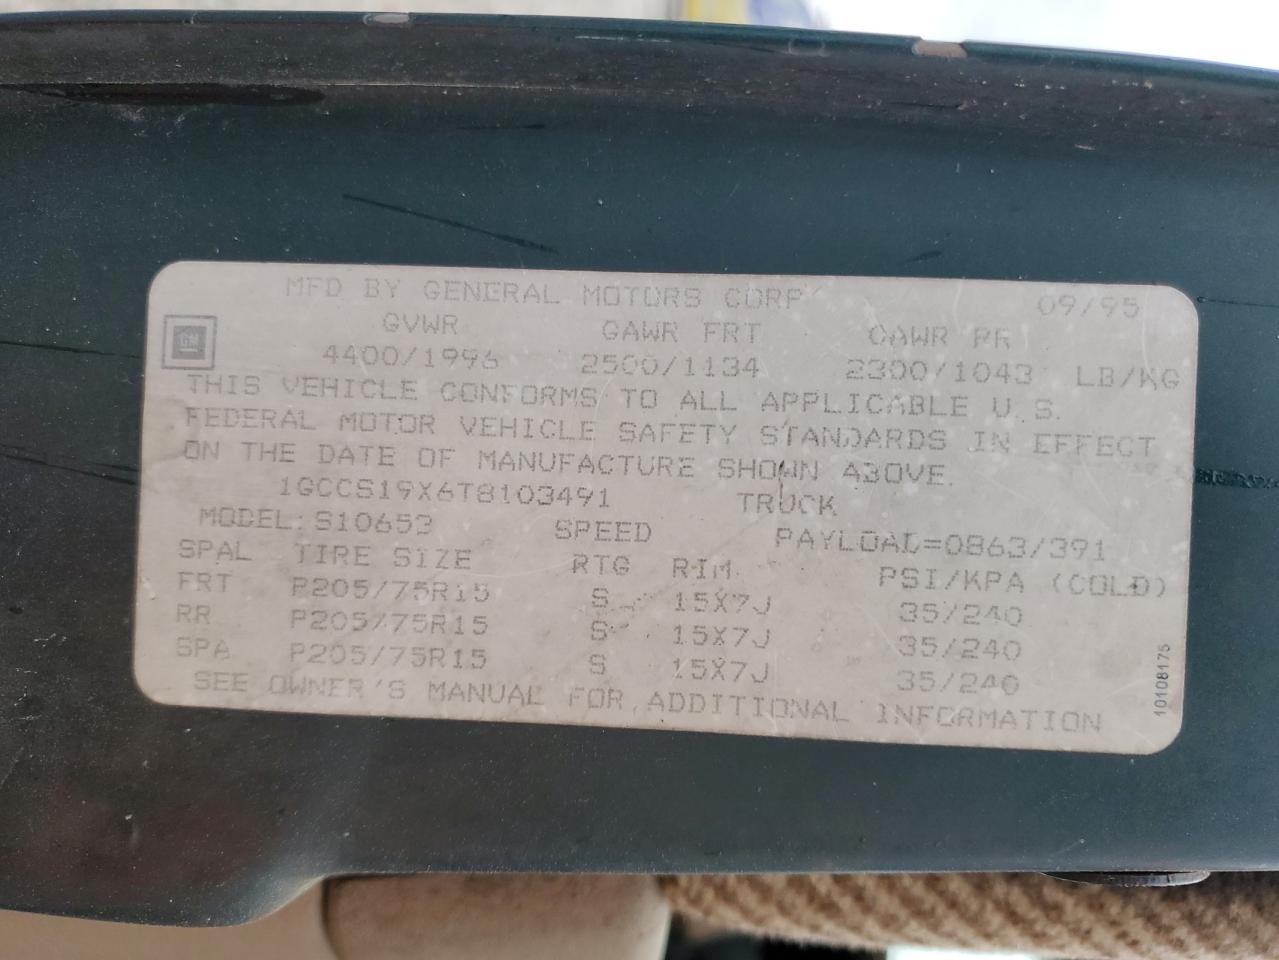 MFD BY GENERAL MOTORS CORP 09/95
GM
GVWR GAWR FRT GAWR RR
4400/1996 2500/1134 2300/1043 LB/KG
THIS VEHICLE CONFORMS TO ALL APPLICABLE U.S.
FEDERAL MOTOR VEHICLE SAFETY STANDARDS IN EFFECT
ON THE DATE OF MANUFACTURE SHOWN ABOVE.
1GCCS19X6T8103491 TRUCK
MODEL: S10653 SPEED PAYLOAD=0863/391
SPAL TIRE SIZE RTG RIM PSI/KPA (COLD)
FRT P205/75R15 S 15X7J 35/240
RR P205/75R15 S 15X7J 35/240
SPA P205/75R15 S 15X7J 35/240
SEE OWNER'S MANUAL FOR ADDITIONAL INFORMATION
10108175